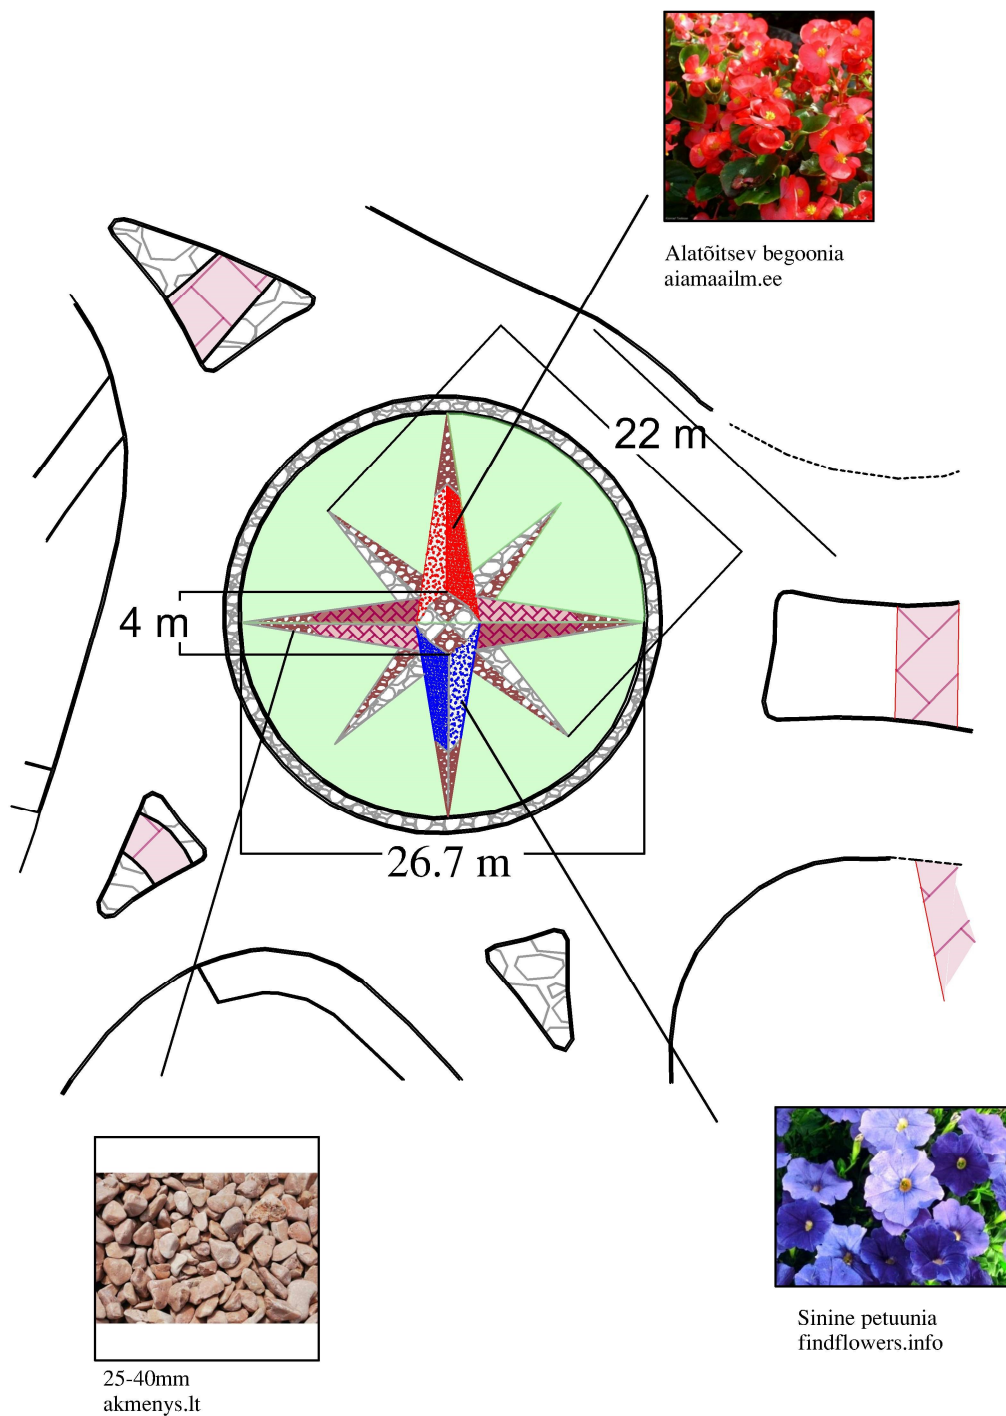 Alatõitsev begoonia
aiamaailm.ee
22 m
4 m
26.7 m
Sinine petuunia
findflowers.info
25-40mm
akmenys.lt